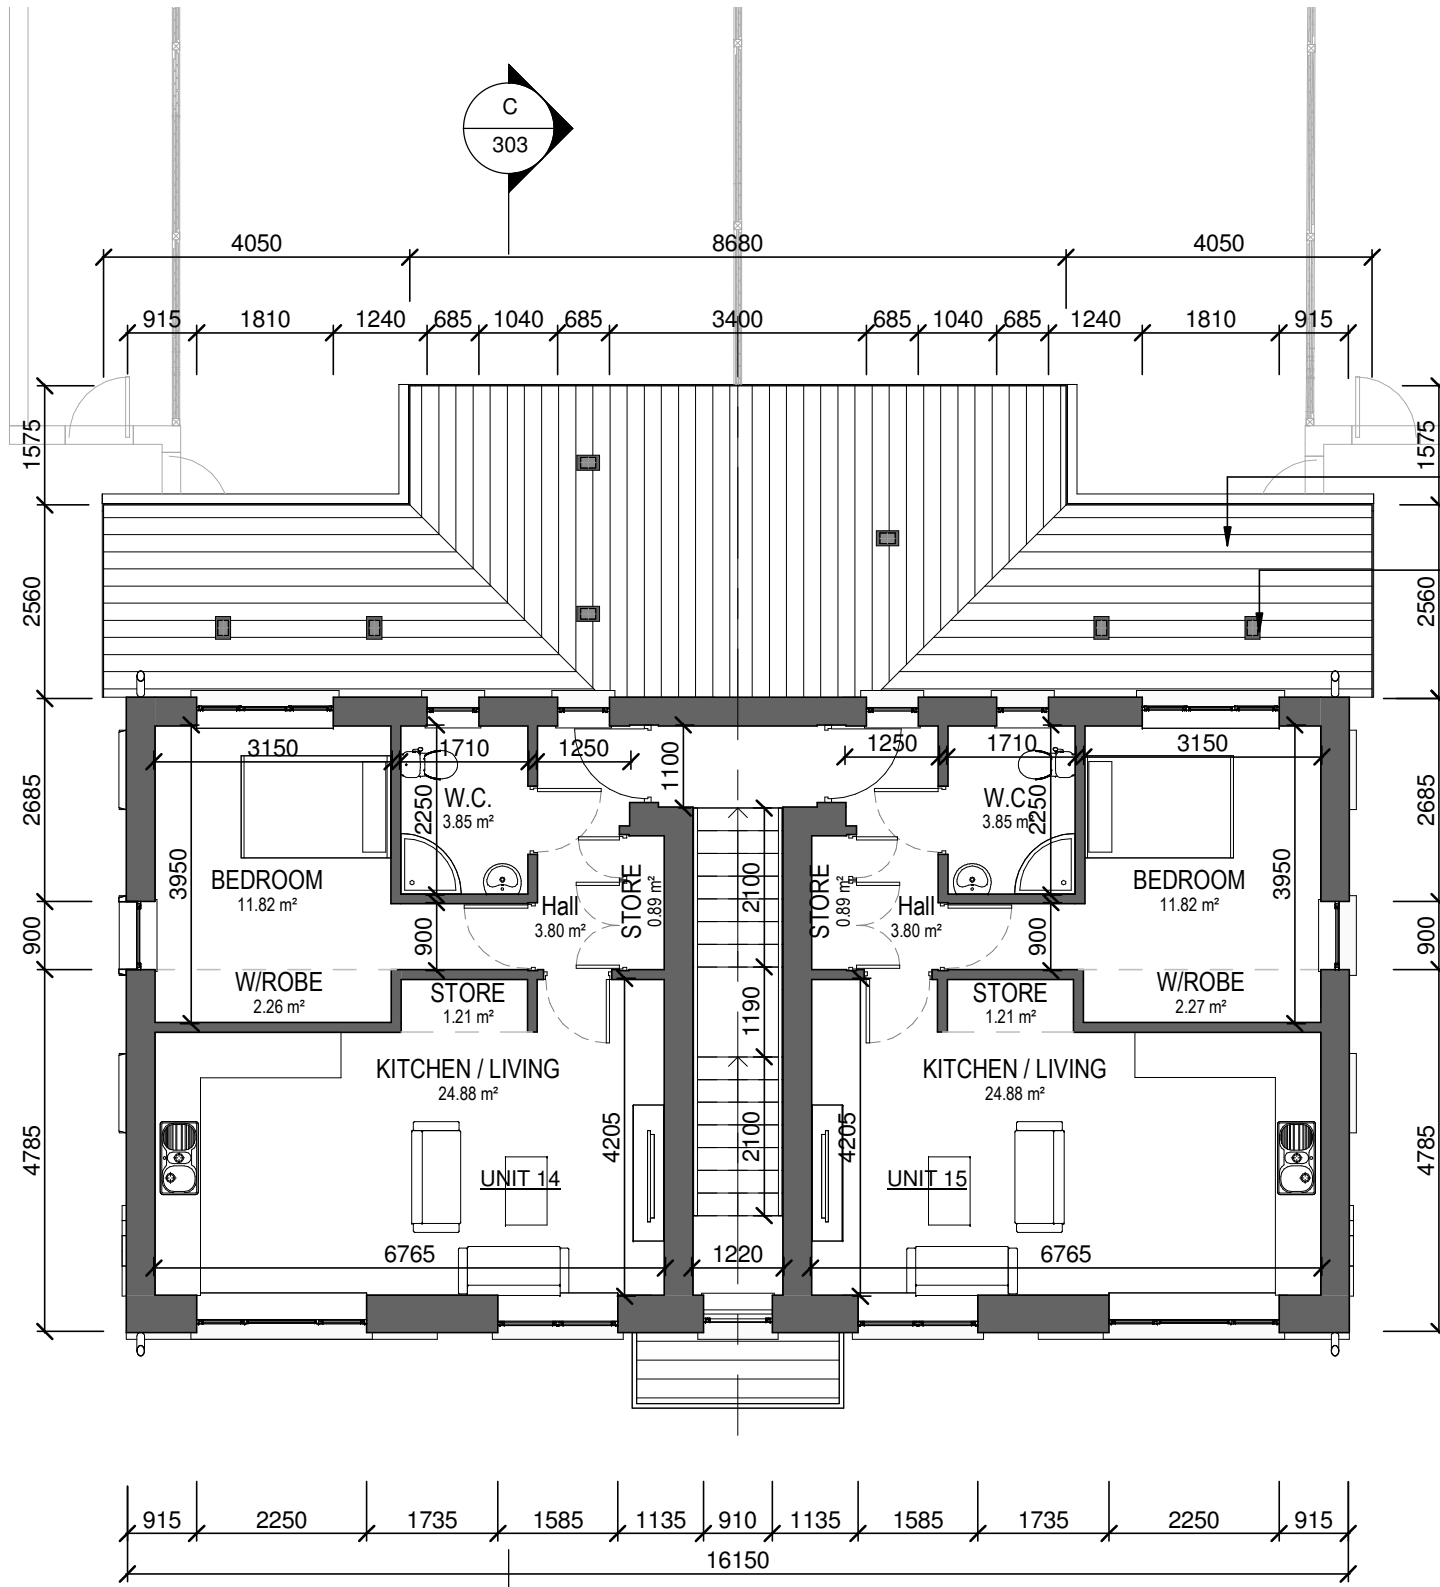 C
303
4050 8680 4050
915 1810 1240 685 1040 685 3400 685 1040 685 1240 1810 915
1575 1575
2560 2560
3150 1710 1250 1100 1250 1710 3150
2685 2250 W.C. W.C. 2250 2685
3.85 m² 3.85 m²
3950 BEDROOM STORE 2100 STORE BEDROOM 3950
11.82 m² 0.89 m² 0.89 m² 11.82 m²
Hall Hall
900 900 3.80 m² 3.80 m² 900 900
W/ROBE STORE 1190 STORE W/ROBE
2.26 m² 1.21 m² 1.21 m² 2.27 m²
KITCHEN / LIVING KITCHEN / LIVING
24.88 m² 24.88 m²
4785 4205 2100 4205 4785
UNIT 14 UNIT 15
6765 1220 6765
915 2250 1735 1585 1135 910 1135 1585 1735 2250 915
16150